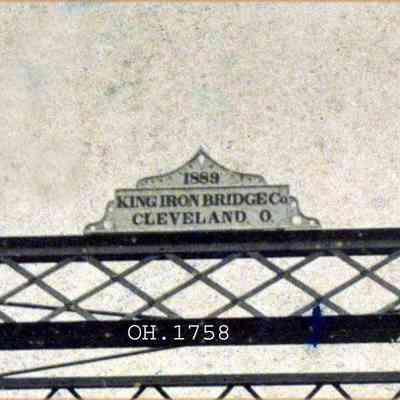 1889
KING IRON BRIDGE Co.
CLEVELAND, O.
OH.1758